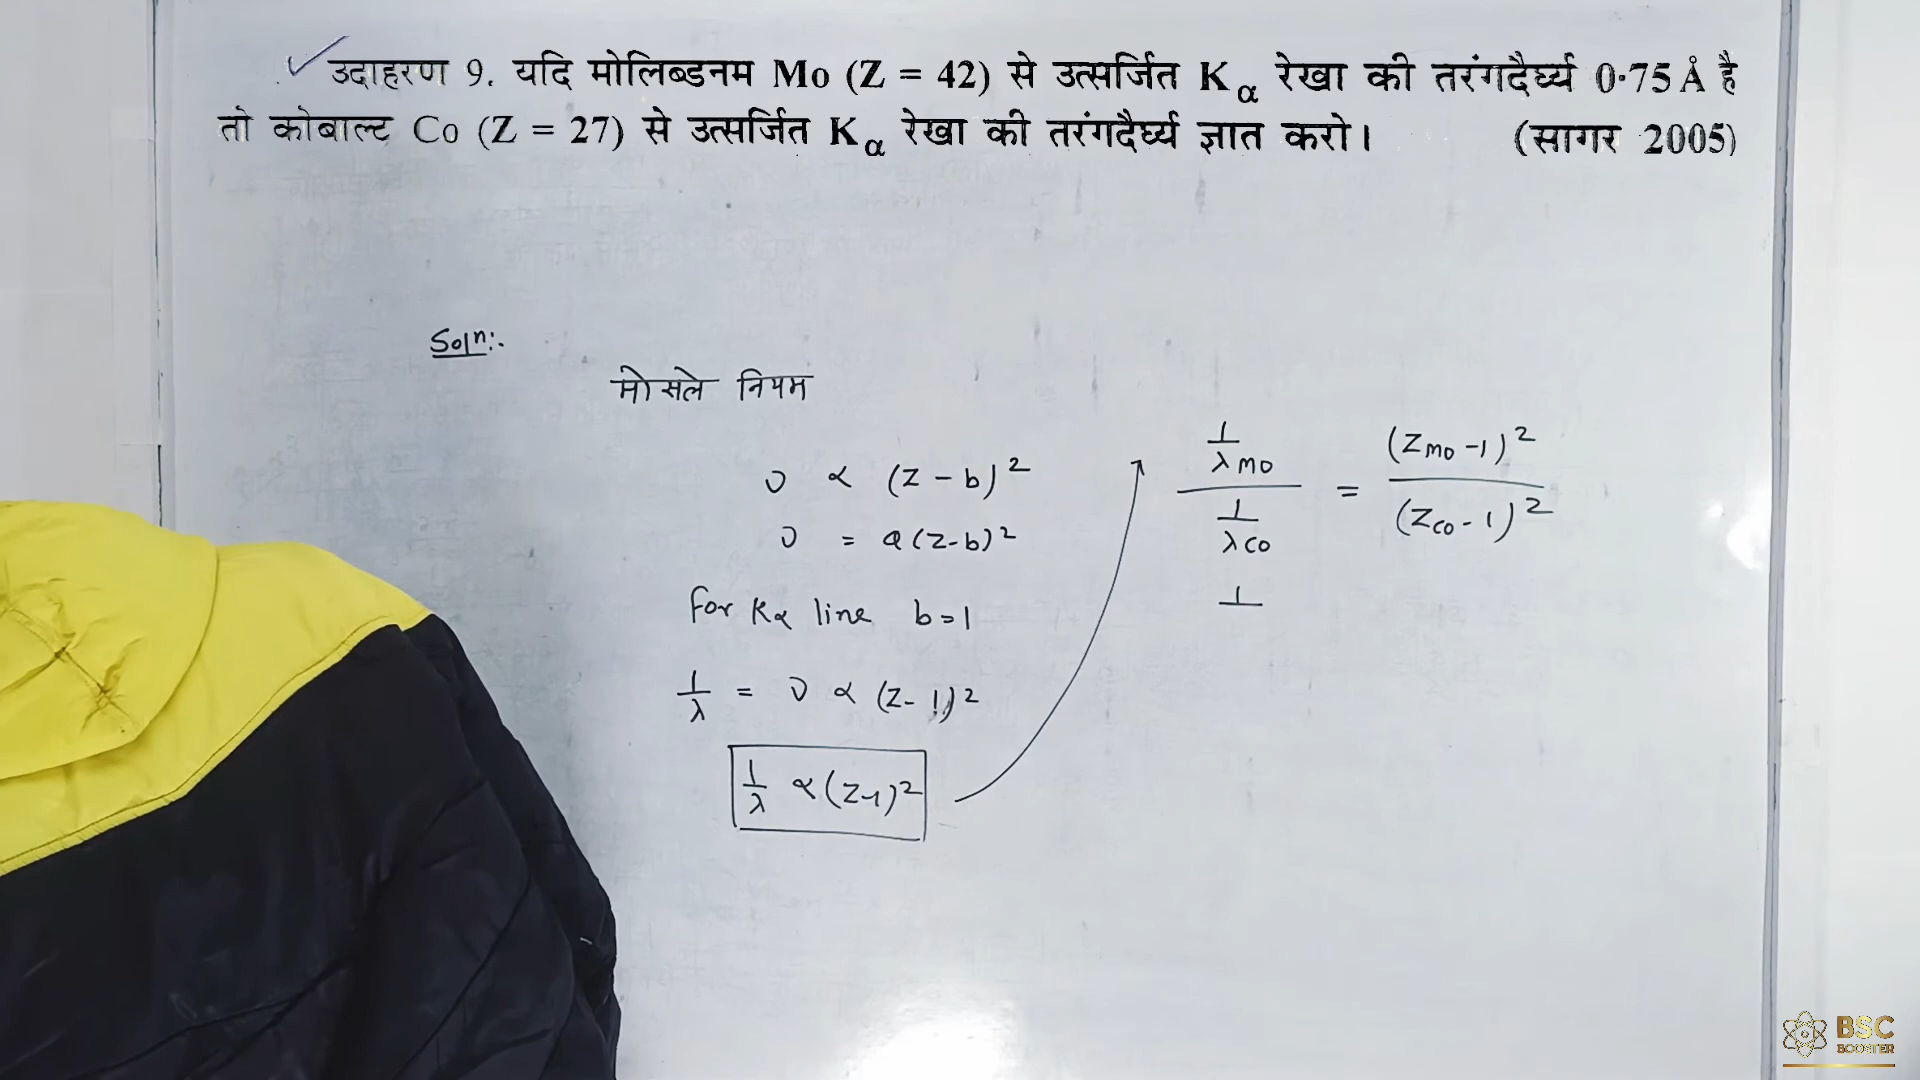 उदाहरण 9. यदि मोलिब्डनम Mo (Z = 42) से उत्सर्जित Kα रेखा की तरंगदैर्घ्य 0·75 Å है
तो कोबाल्ट Co (Z = 27) से उत्सर्जित Kα रेखा की तरंगदैर्घ्य ज्ञात करो। (सागर 2005)
Soln:.
मोसले नियम
ν ∝ (Z – b)²
ν = a (Z-b)²
For Kα line b=1
1/λ = ν ∝ (Z- 1)²
1/λ ∝ (Z-1)²
(1/λMo)/(1/λCo) = (ZMo -1)²/(ZCo - 1)²
1
BSC
BOOSTER